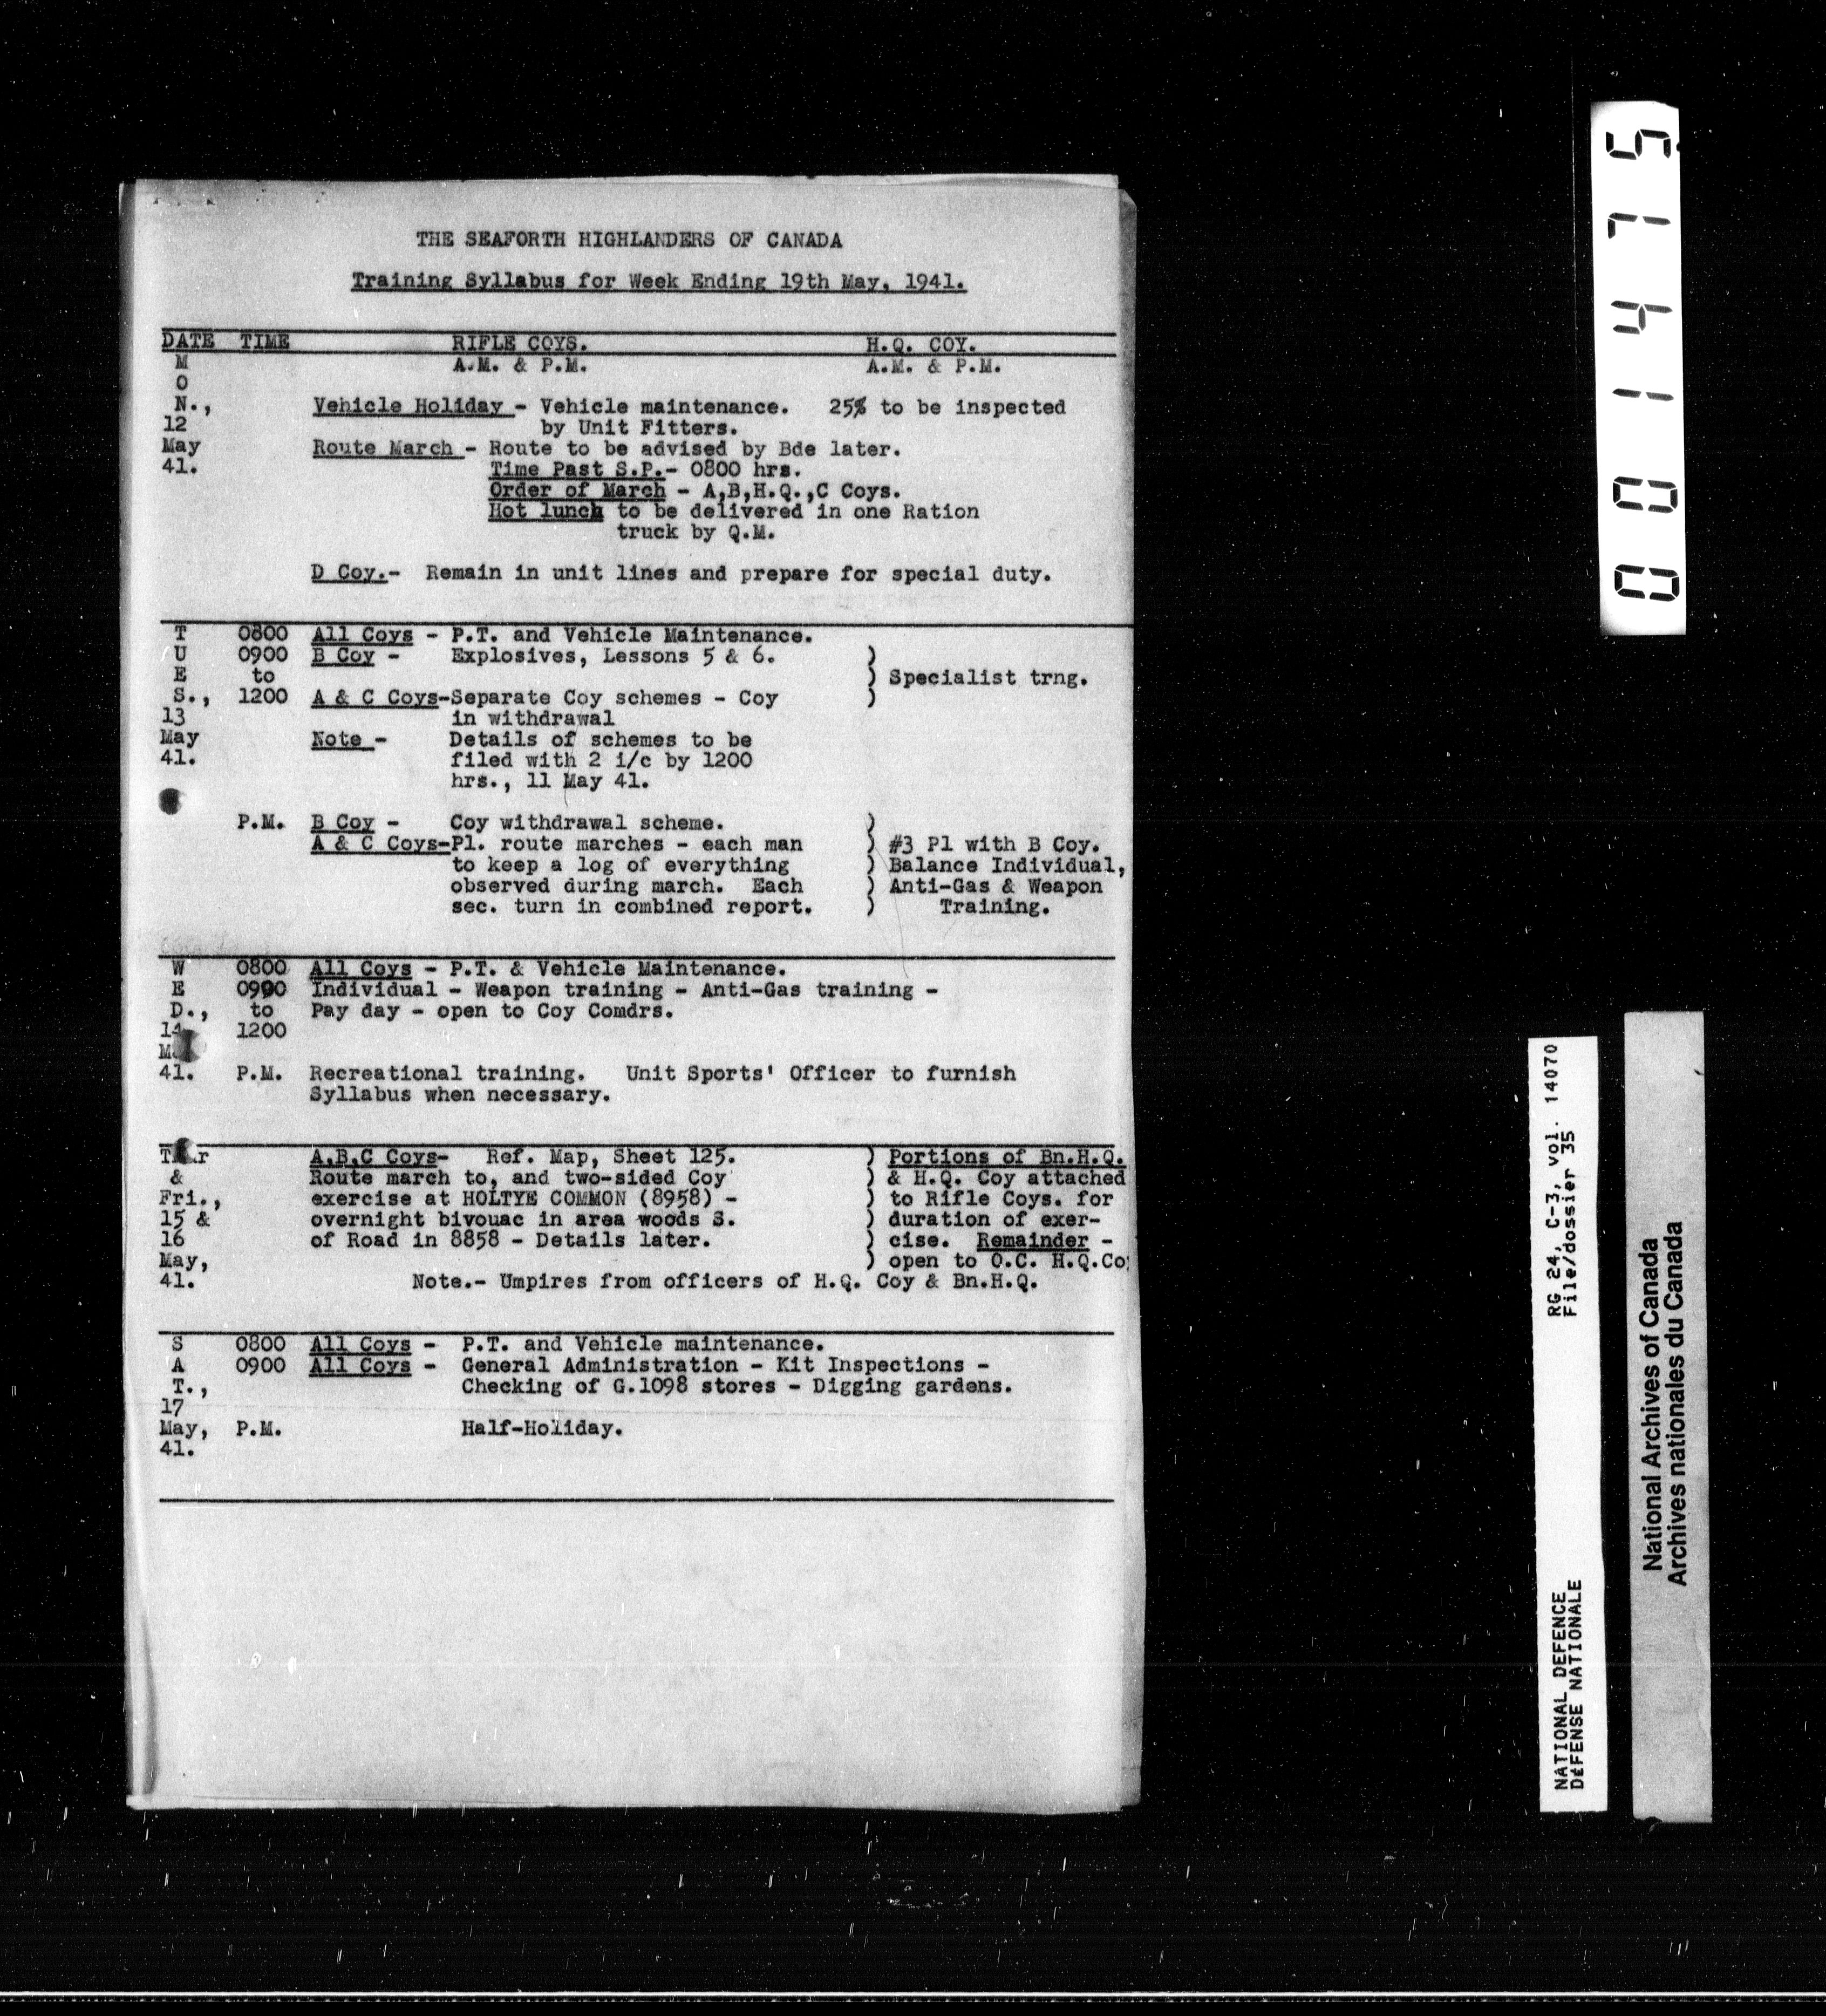 THE SEAFORTH HIGHLANDERS OF CANADA
Training Syllabus for Week Ending 19th May, 1941.
DATE TIME RIFLE COYS. H.Q. COY.
M A.M. & P.M. A.M. & P.M.
O
N., Vehicle Holiday - Vehicle maintenance. 25% to be inspected
12 by Unit Fitters.
May Route March - Route to be advised by Bde later.
41. Time Past S.P.- 0800 hrs.
Order of March - A,B,H.Q.,C Coys.
Hot lunch to be delivered in one Ration
truck by Q.M.
D Coy.- Remain in unit lines and prepare for special duty.
T 0800 All Coys - P.T. and Vehicle Maintenance.
U 0900 B Coy - Explosives, Lessons 5 & 6. )
E to ) Specialist trng.
S., 1200 A & C Coys-Separate Coy schemes - Coy )
13 in withdrawal
May Note - Details of schemes to be
41. filed with 2 i/c by 1200
hrs., 11 May 41.
P.M. B Coy - Coy withdrawal scheme. )
A & C Coys-Pl. route marches - each man ) #3 Pl with B Coy.
to keep a log of everything ) Balance Individual,
observed during march. Each ) Anti-Gas & Weapon
sec. turn in combined report. ) Training.
W 0800 All Coys - P.T. & Vehicle Maintenance.
E 0900 Individual - Weapon training - Anti-Gas training -
D., to Pay day - open to Coy Comdrs.
14 1200
41. P.M. Recreational training. Unit Sports' Officer to furnish
Syllabus when necessary.
A,B,C Coys- Ref. Map, Sheet 125. ) Portions of Bn.H.Q.
& Route march to, and two-sided Coy ) & H.Q. Coy attached
Fri., exercise at HOLTYE COMMON (8958) - ) to Rifle Coys. for
15 & overnight bivouac in area woods S. ) duration of exer-
16 of Road in 8858 - Details later. ) cise. Remainder -
May, ) open to O.C. H.Q.Co
41. Note.- Umpires from officers of H.Q. Coy & Bn.H.Q.
S 0800 All Coys - P.T. and Vehicle maintenance.
A 0900 All Coys - General Administration - Kit Inspections -
T., Checking of G.1098 stores - Digging gardens.
17
May, P.M. Half-Holiday.
41.
001475
NATIONAL DEFENCE RG 24, C-3, vol. 14070
DÉFENSE NATIONALE File/dossier 35
National Archives of Canada
Archives nationales du Canada